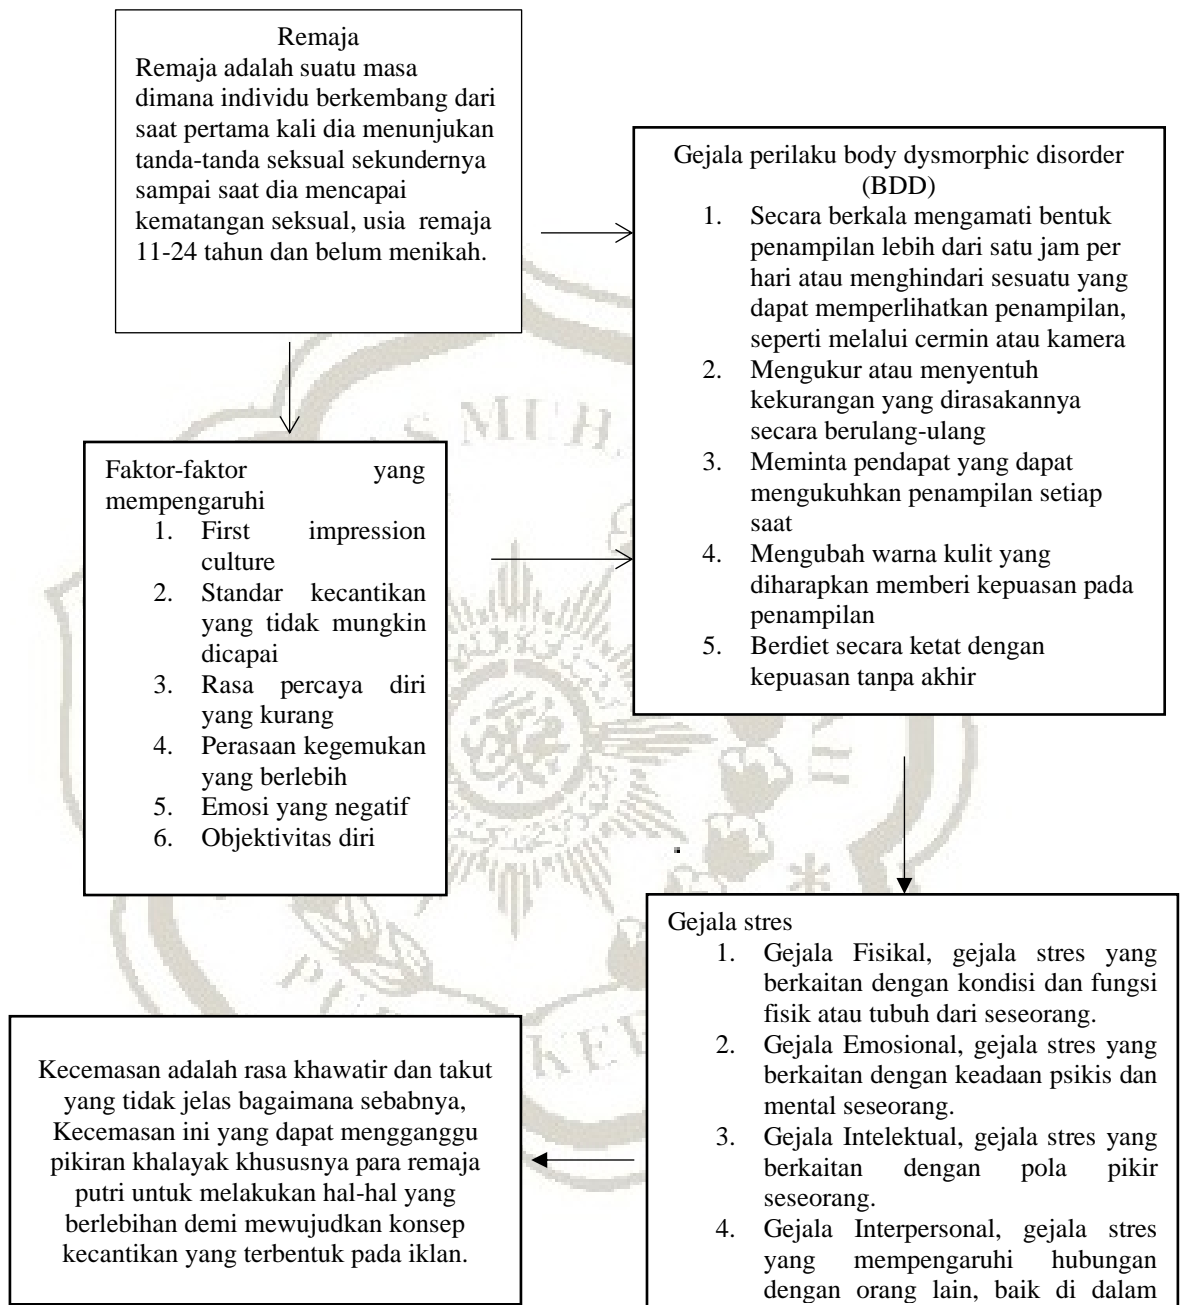 Remaja
Remaja adalah suatu masa
dimana individu berkembang dari
saat pertama kali dia menunjukan
tanda-tanda seksual sekundernya
sampai saat dia mencapai
kematangan seksual, usia remaja
11-24 tahun dan belum menikah.
Gejala perilaku body dysmorphic disorder
(BDD)
1. Secara berkala mengamati bentuk
penampilan lebih dari satu jam per
hari atau menghindari sesuatu yang
dapat memperlihatkan penampilan,
seperti melalui cermin atau kamera
2. Mengukur atau menyentuh
kekurangan yang dirasakannya
secara berulang-ulang
3. Meminta pendapat yang dapat
mengukuhkan penampilan setiap
saat
4. Mengubah warna kulit yang
diharapkan memberi kepuasan pada
penampilan
5. Berdiet secara ketat dengan
kepuasan tanpa akhir
Faktor-faktor yang
mempengaruhi
1. First impression
culture
2. Standar kecantikan
yang tidak mungkin
dicapai
3. Rasa percaya diri
yang kurang
4. Perasaan kegemukan
yang berlebih
5. Emosi yang negatif
6. Objektivitas diri
Gejala stres
1. Gejala Fisikal, gejala stres yang
berkaitan dengan kondisi dan fungsi
fisik atau tubuh dari seseorang.
2. Gejala Emosional, gejala stres yang
berkaitan dengan keadaan psikis dan
mental seseorang.
3. Gejala Intelektual, gejala stres yang
berkaitan dengan pola pikir
seseorang.
4. Gejala Interpersonal, gejala stres
yang mempengaruhi hubungan
dengan orang lain, baik di dalam
Kecemasan adalah rasa khawatir dan takut
yang tidak jelas bagaimana sebabnya,
Kecemasan ini yang dapat mengganggu
pikiran khalayak khususnya para remaja
putri untuk melakukan hal-hal yang
berlebihan demi mewujudkan konsep
kecantikan yang terbentuk pada iklan.